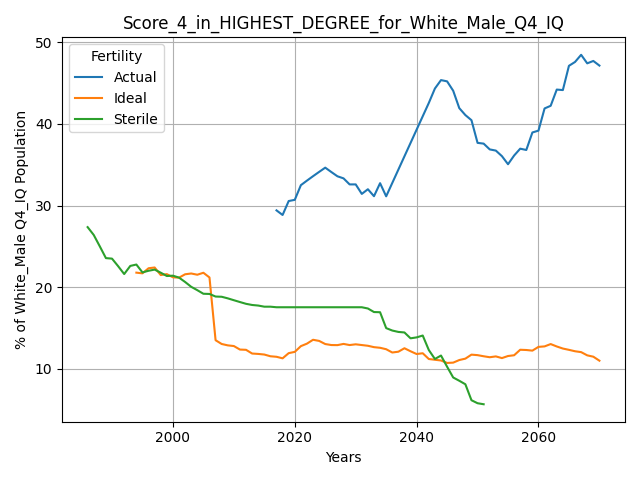 Score_4_in_HIGHEST_DEGREE_for_White_Male_Q4_IQ
50
40
30
20
10
% of White_Male Q4_IQ Population
Fertility
Actual
Ideal
Sterile
2000
2020
2040
2060
Years